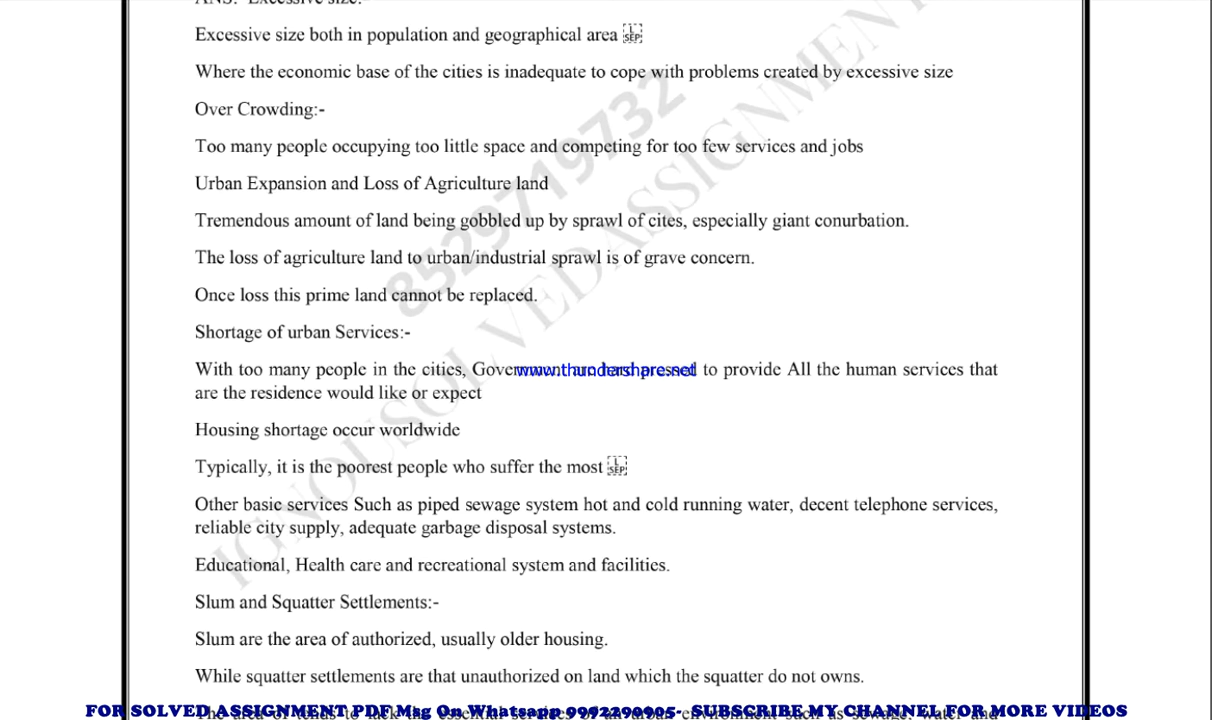 ANS: Excessive size:-
Excessive size both in population and geographical area
Where the economic base of the cities is inadequate to cope with problems created by excessive size
Over Crowding:-
Too many people occupying too little space and competing for too few services and jobs
Urban Expansion and Loss of Agriculture land
Tremendous amount of land being gobbled up by sprawl of cites, especially giant conurbation.
The loss of agriculture land to urban/industrial sprawl is of grave concern.
Once loss this prime land cannot be replaced.
Shortage of urban Services:-
With too many people in the cities, www.thundershare.net to provide All the human services that
are the residence would like or expect
Housing shortage occur worldwide
Typically, it is the poorest people who suffer the most
Other basic services Such as piped sewage system hot and cold running water, decent telephone services,
reliable city supply, adequate garbage disposal systems.
Educational, Health care and recreational system and facilities.
Slum and Squatter Settlements:-
Slum are the area of authorized, usually older housing.
While squatter settlements are that unauthorized on land which the squatter do not owns.
FOR SOLVED ASSIGNMENT PDF Msg On Whatsapp 9992290905- SUBSCRIBE MY CHANNEL FOR MORE VIDEOS
8529719732
IGNOUSOLVEDASSIGNMENT